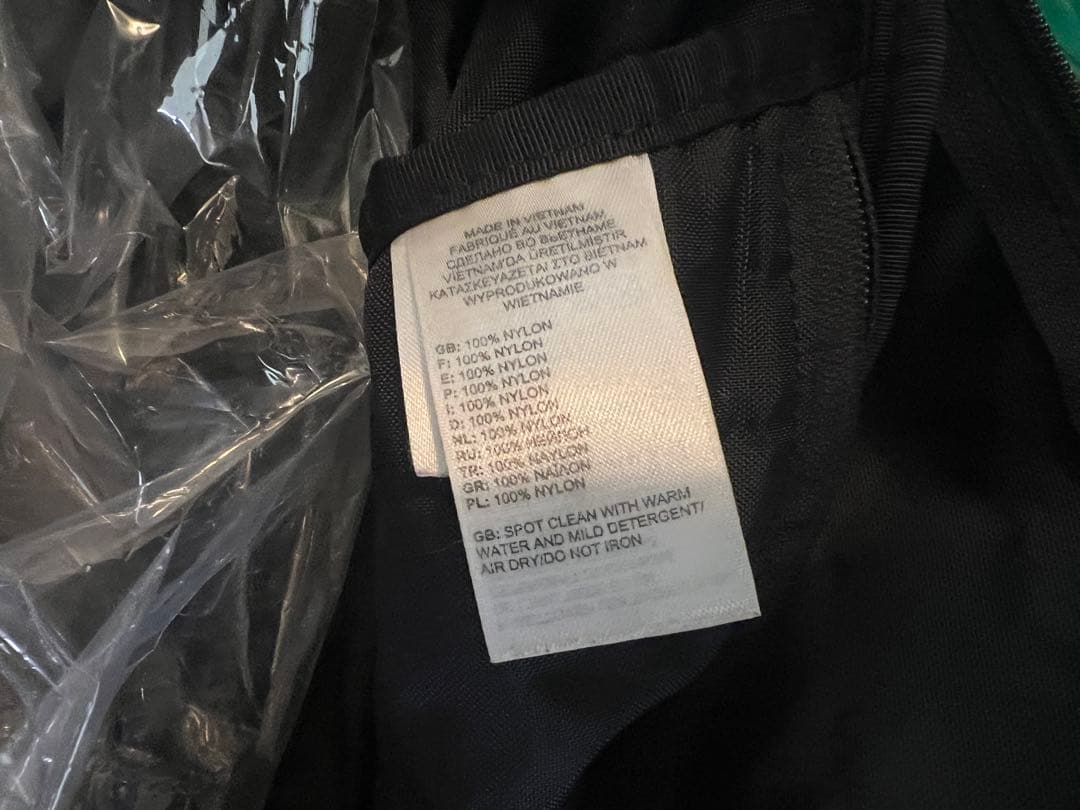 MADE IN VIETNAM
FABRIQUÉ AU VIETNAM
СДЕЛАНО ВО ВЬЕТНАМЕ
VIETNAM'DA ÜRETİLMİŞTİR
ΚΑΤΑΣΚΕΥΑΖΕΤΑΙ ΣΤΟ ΒΙΕΤΝΑΜ
WYPRODUKOWANO W
WIETNAMIE
GB: 100% NYLON
F: 100% NYLON
E: 100% NYLON
P: 100% NYLON
I: 100% NYLON
D: 100% NYLON
NL: 100% NYLON
RU: 100% НЕЙЛОН
TR: 100% NAYLON
GR: 100% ΝΑΙΛΟΝ
PL: 100% NYLON
GB: SPOT CLEAN WITH WARM
WATER AND MILD DETERGENT/
AIR DRY/DO NOT IRON